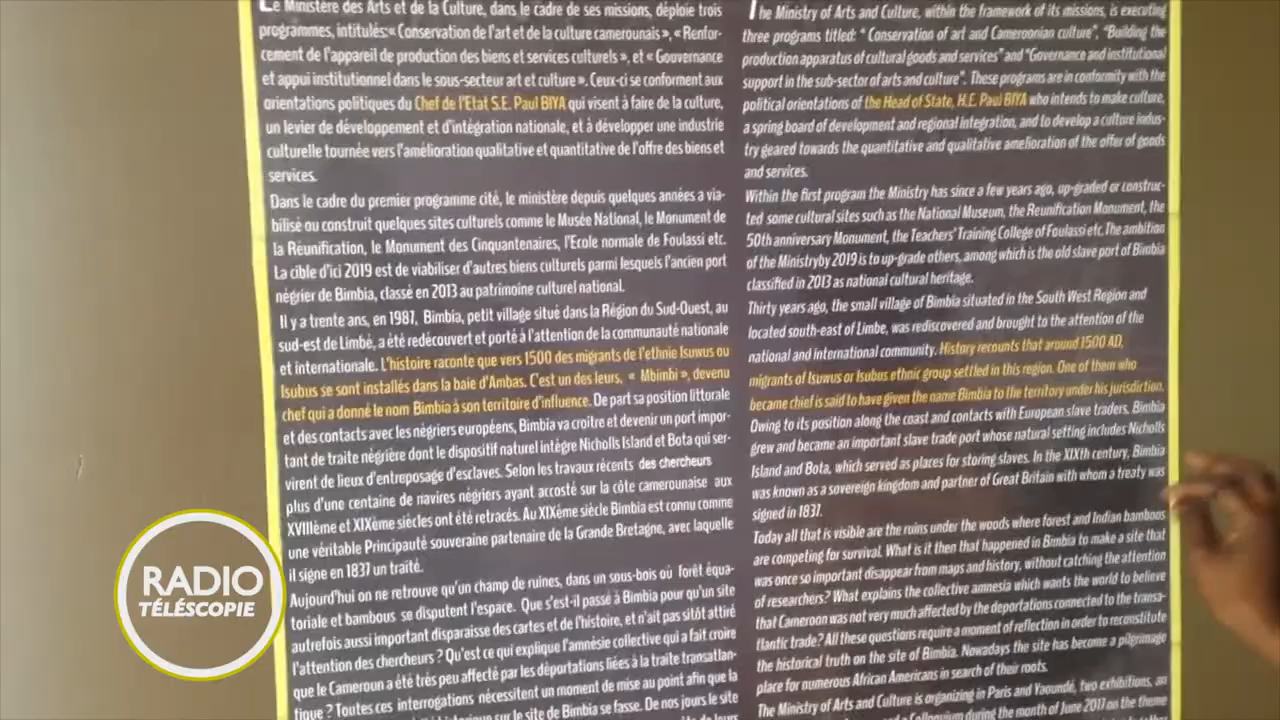 Le Ministère des Arts et de la Culture, dans le cadre de ses missions, déploie trois
programmes, intitulés:« Conservation de l'art et de la culture camerounais », « Renfor-
cement de l'appareil de production des biens et services culturels », et « Gouvernance
et appui institutionnel dans le sous-secteur art et culture ». Ceux-ci se conforment aux
orientations politiques du Chef de l'Etat S.E. Paul BIYA qui visent à faire de la culture,
un levier de développement et d'intégration nationale, et à développer une industrie
culturelle tournée vers l'amélioration qualitative et quantitative de l'offre des biens et
services.
Dans le cadre du premier programme cité, le ministère depuis quelques années a via-
bilisé ou construit quelques sites culturels comme le Musée National, le Monument de
la Réunification, le Monument des Cinquantenaires, l'Ecole normale de Foulassi etc.
La cible d'ici 2019 est de viabiliser d'autres biens culturels parmi lesquels l'ancien port
négrier de Bimbia, classé en 2013 au patrimoine culturel national.
Il y a trente ans, en 1987, Bimbia, petit village situé dans la Région du Sud-Ouest, au
sud-est de Limbé, a été redécouvert et porté à l'attention de la communauté nationale
et internationale. L'histoire raconte que vers 1500 des migrants de l'ethnie Isuwus ou
Isubus se sont installés dans la baie d'Ambas. C'est un des leurs, « Mbimbi », devenu
chef qui a donné le nom Bimbia à son territoire d'influence. De part sa position littorale
et des contacts avec les négriers européens, Bimbia va croître et devenir un port impor-
tant de traite négrière dont le dispositif naturel intègre Nicholls Island et Bota qui ser-
virent de lieux d'entreposage d'esclaves. Selon les travaux récents des chercheurs
plus d'une centaine de navires négriers ayant accosté sur la côte camerounaise aux
XVIIIème et XIXème siècles ont été retracés. Au XIXème siècle Bimbia est connu comme
une véritable Principauté souveraine partenaire de la Grande Bretagne, avec laquelle
il signe en 1837 un traité.
Aujourd'hui on ne retrouve qu'un champ de ruines, dans un sous-bois où forêt équa-
toriale et bambous se disputent l'espace. Que s'est-il passé à Bimbia pour qu'un site
autrefois aussi important disparaisse des cartes et de l'histoire, et n'ait pas sitôt attiré
l'attention des chercheurs ? Qu'est ce qui explique l'amnésie collective qui a fait croire
que le Cameroun a été très peu affecté par les déportations liées à la traite transatlan-
tique ? Toutes ces interrogations nécessitent un moment de mise au point afin que la
sur le site de Bimbia se fasse. De nos jours le site
The Ministry of Arts and Culture, within the framework of its missions, is executing
three programs titled: " Conservation of art and Cameroonian culture", "Building the
production apparatus of cultural goods and services" and "Governance and institutional
support in the sub-sector of arts and culture". These programs are in conformity with the
political orientations of the Head of State, H.E. Paul BIYA who intends to make culture,
a spring board of development and regional integration, and to develop a culture indus-
try geared towards the quantitative and qualitative amelioration of the offer of goods
and services.
Within the first program the Ministry has since a few years ago, up-graded or construc-
ted some cultural sites such as the National Museum, the Reunification Monument, the
50th anniversary Monument, the Teachers' Training College of Foulassi etc. The ambition
of the Ministryby 2019 is to up-grade others, among which is the old slave port of Bimbia
classified in 2013 as national cultural heritage.
Thirty years ago, the small village of Bimbia situated in the South West Region and
located south-east of Limbe, was rediscovered and brought to the attention of the
national and international community. History recounts that around 1500 AD,
migrants of Isuwus or Isubus ethnic group settled in this region. One of them who
became chief is said to have given the name Bimbia to the territory under his jurisdiction.
Owing to its position along the coast and contacts with European slave traders, Bimbia
grew and became an important slave trade port whose natural setting includes Nicholls
Island and Bota, which served as places for storing slaves. In the XIXth century, Bimbia
was known as a sovereign kingdom and partner of Great Britain with whom a treaty was
signed in 1837.
Today all that is visible are the ruins under the woods where forest and Indian bamboos
are competing for survival. What is it then that happened in Bimbia to make a site that
was once so important disappear from maps and history, without catching the attention
of researchers? What explains the collective amnesia which wants the world to believe
that Cameroon was not very much affected by the deportations connected to the transa-
tlantic trade? All these questions require a moment of reflection in order to reconstitute
the historical truth on the site of Bimbia. Nowadays the site has become a pilgrimage
place for numerous African Americans in search of their roots.
The Ministry of Arts and Culture is organizing in Paris and Yaoundé, two exhibitions, an
Colloquium during the month of June 2017 on the theme
RADIO
TÉLÉSCOPIE